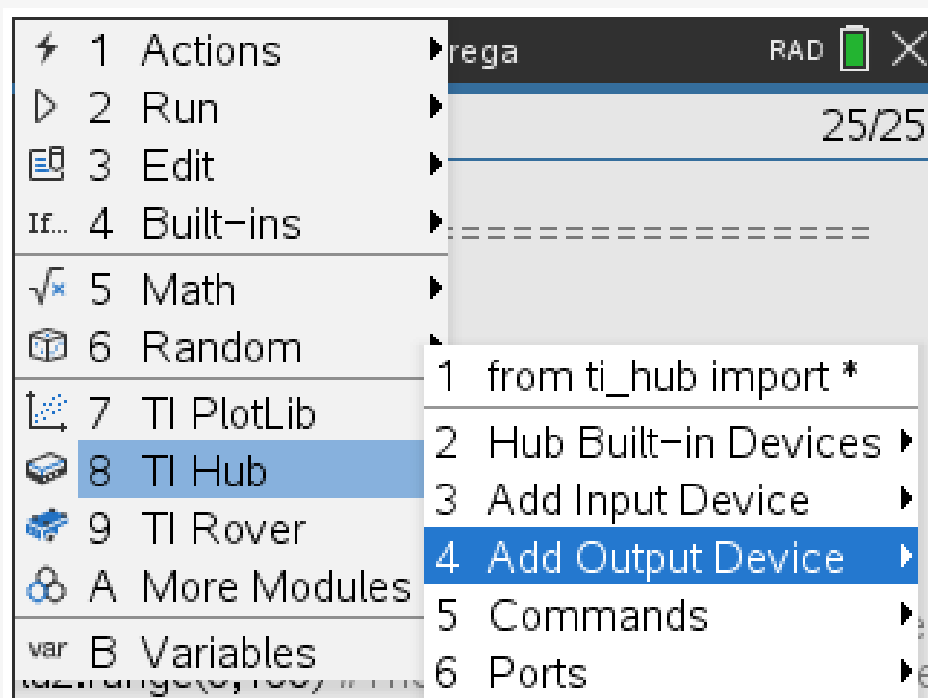 1 Actions
2 Run
3 Edit
If... 4 Built-ins
5 Math
6 Random
7 TI PlotLib
8 TI Hub
9 TI Rover
A More Modules
var B Variables
rega RAD
25/25
=================
1 from ti_hub import *
2 Hub Built-in Devices
3 Add Input Device
4 Add Output Device
5 Commands
6 Ports